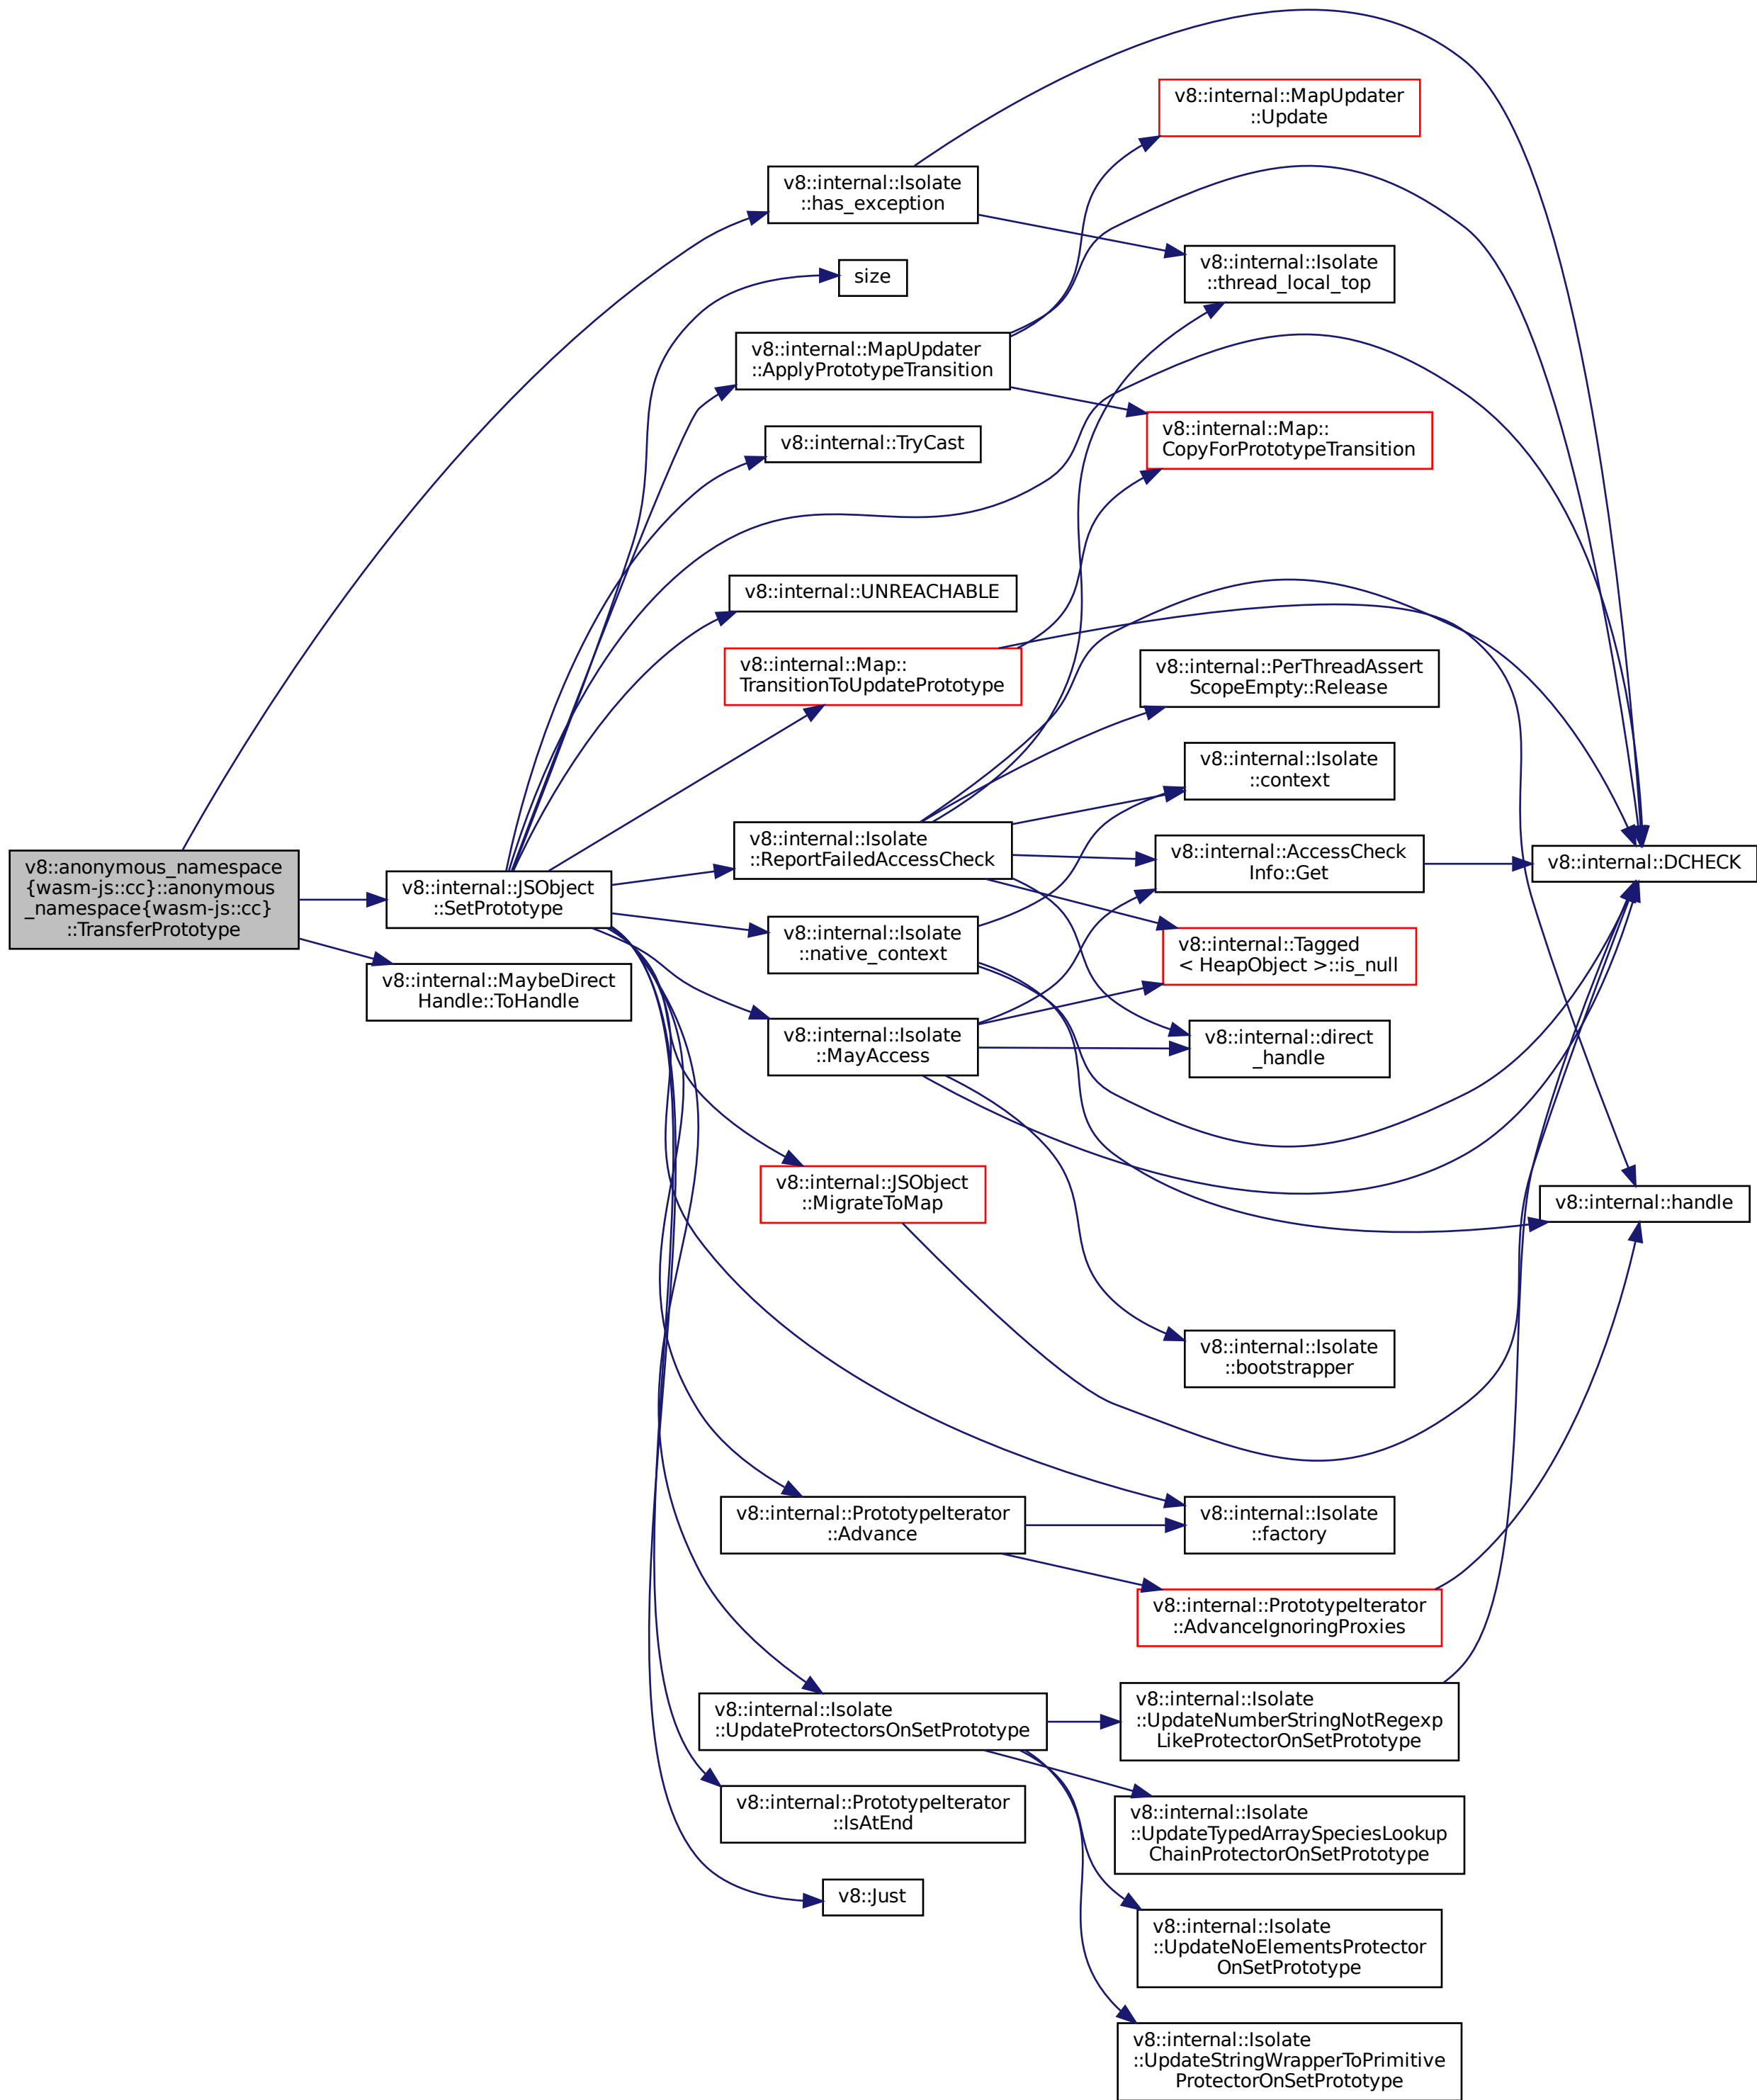 v8::internal::MapUpdater
::Update
v8::internal::Isolate
::has_exception
v8::internal::Isolate
::thread_local_top
size
v8::internal::MapUpdater
::ApplyPrototypeTransition
v8::internal::Map::
CopyForPrototypeTransition
v8::internal::TryCast
v8::internal::UNREACHABLE
v8::internal::Map::
TransitionToUpdatePrototype
v8::internal::PerThreadAssert
ScopeEmpty::Release
v8::internal::Isolate
::context
v8::internal::Isolate
::ReportFailedAccessCheck
v8::internal::AccessCheck
Info::Get
v8::internal::DCHECK
v8::anonymous_namespace
{wasm-js::cc}::anonymous
_namespace{wasm-js::cc}
::TransferPrototype
v8::internal::JSObject
::SetPrototype
v8::internal::MaybeDirect
Handle::ToHandle
v8::internal::Isolate
::native_context
v8::internal::Tagged
< HeapObject >::is_null
v8::internal::Isolate
::MayAccess
v8::internal::direct
_handle
v8::internal::JSObject
::MigrateToMap
v8::internal::handle
v8::internal::Isolate
::bootstrapper
v8::internal::PrototypeIterator
::Advance
v8::internal::Isolate
::factory
v8::internal::PrototypeIterator
::AdvanceIgnoringProxies
v8::internal::Isolate
::UpdateProtectorsOnSetPrototype
v8::internal::Isolate
::UpdateNumberStringNotRegexp
LikeProtectorOnSetPrototype
v8::internal::PrototypeIterator
::IsAtEnd
v8::internal::Isolate
::UpdateTypedArraySpeciesLookup
ChainProtectorOnSetPrototype
v8::Just
v8::internal::Isolate
::UpdateNoElementsProtector
OnSetPrototype
v8::internal::Isolate
::UpdateStringWrapperToPrimitive
ProtectorOnSetPrototype